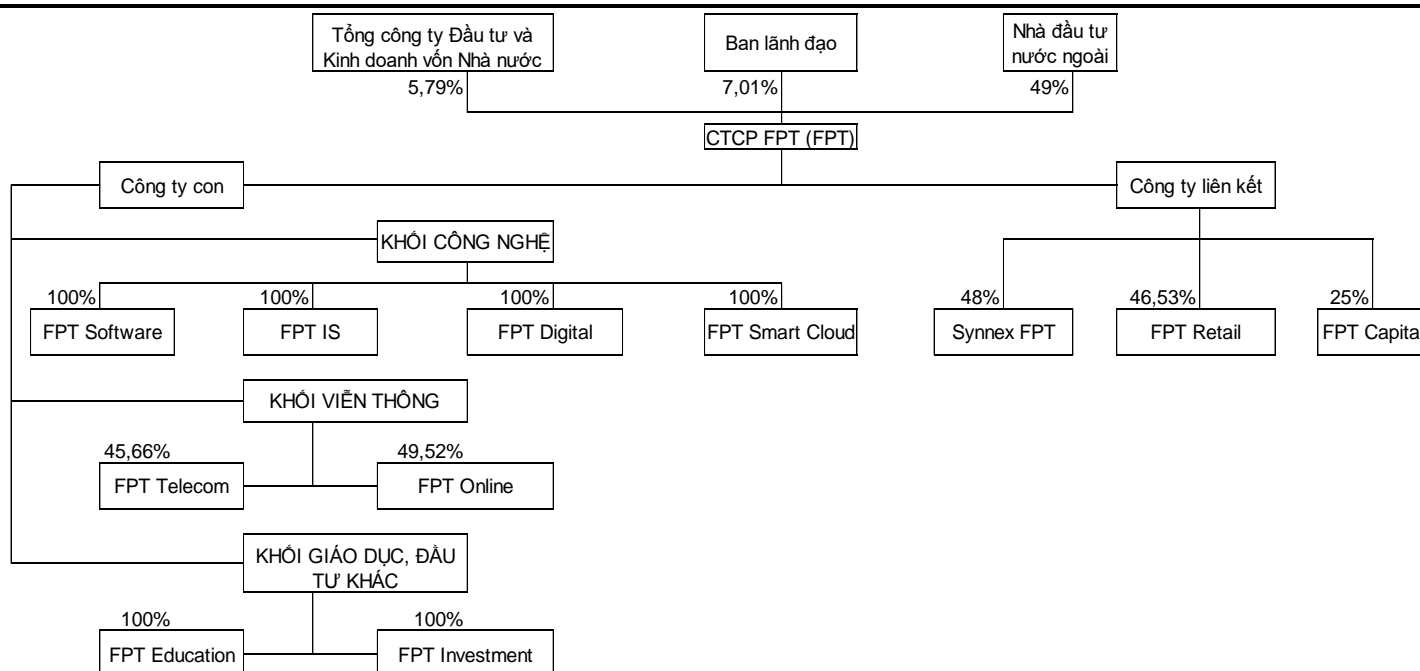 Tổng công ty Đầu tư và
Kinh doanh vốn Nhà nước
Ban lãnh đạo
Nhà đầu tư
nước ngoài
5,79%
7,01%
49%
CTCP FPT (FPT)
Công ty con
Công ty liên kết
KHỐI CÔNG NGHỆ
100%
100%
100%
100%
48%
46,53%
25%
FPT Software
FPT IS
FPT Digital
FPT Smart Cloud
Synnex FPT
FPT Retail
FPT Capita
KHỐI VIỄN THÔNG
45,66%
49,52%
FPT Telecom
FPT Online
KHỐI GIÁO DỤC, ĐẦU
TƯ KHÁC
100%
100%
FPT Education
FPT Investment